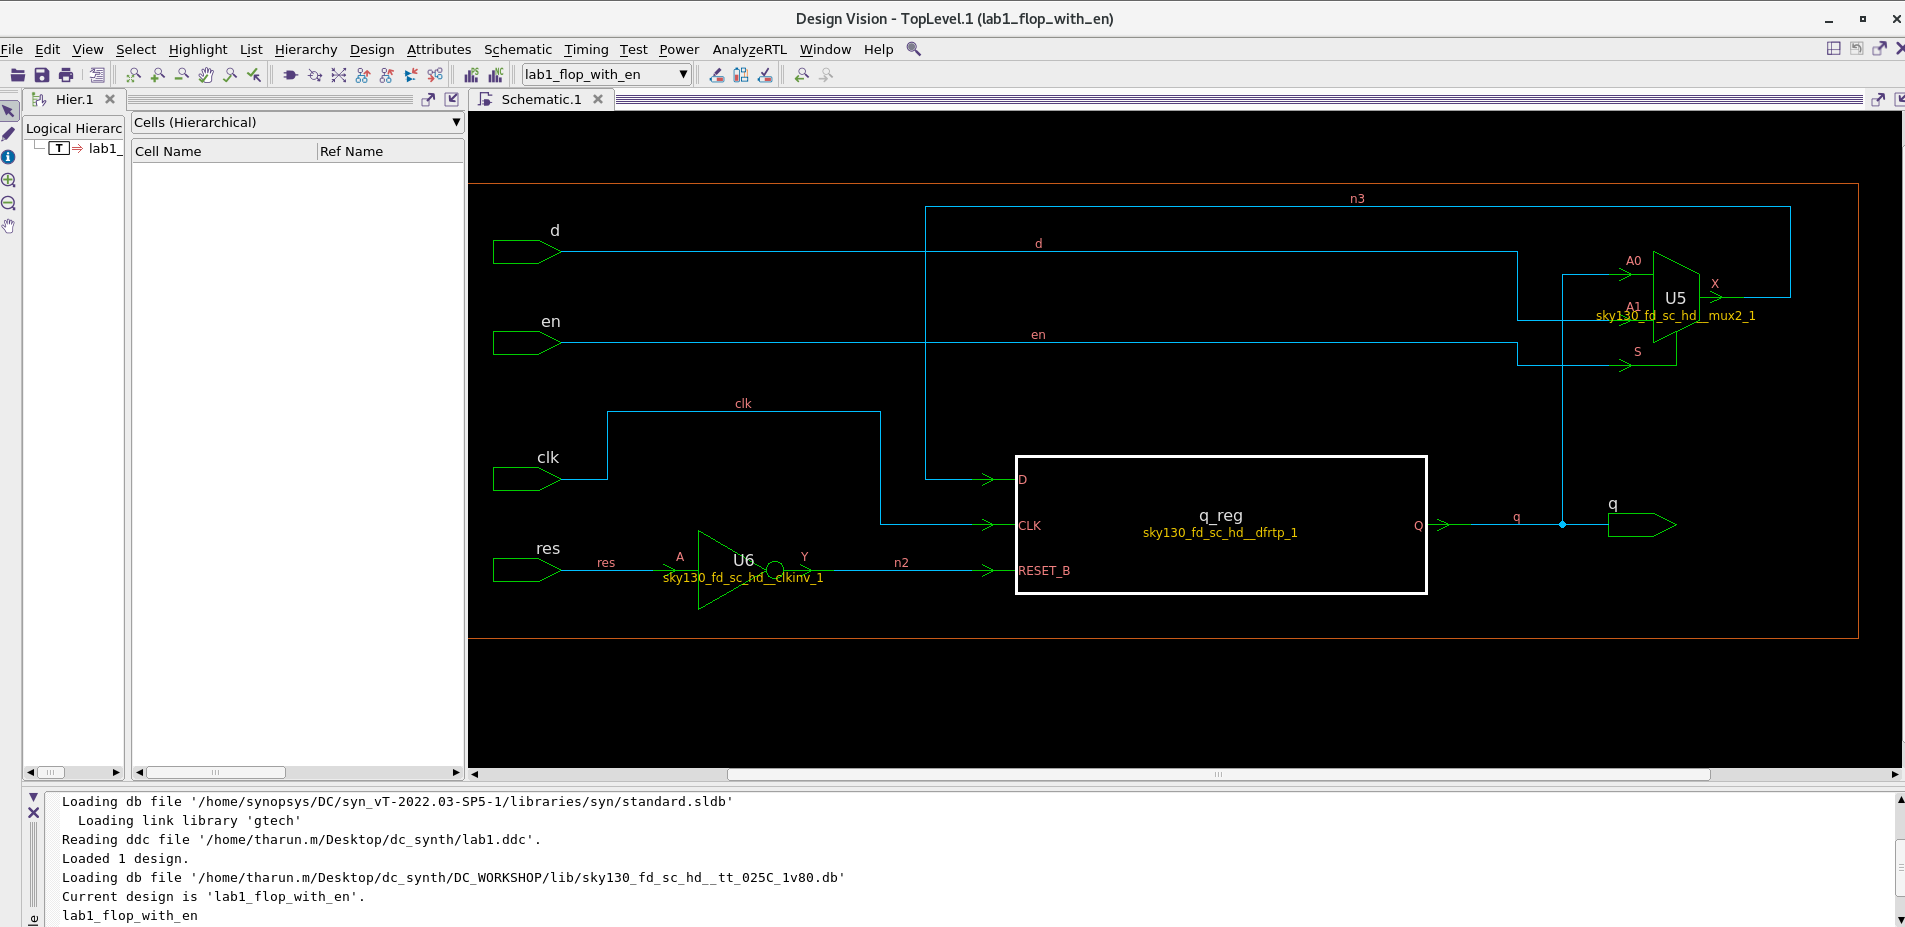 Design Vision - TopLevel.1 (lab1_flop_with_en)
File Edit View Select Highlight List Hierarchy Design Attributes Schematic Timing Test Power AnalyzeRTL Window Help
lab1_flop_with_en
Hier.1
Schematic.1
Logical Hierarc
T lab1_
Cells (Hierarchical)
Cell Name Ref Name
n3
d
d
A0
X
U5
A1
sky130_fd_sc_hd__mux2_1
en
en
S
clk
clk
D
q_reg
sky130_fd_sc_hd__dfrtp_1
CLK
Q
q
q
res
res
A
U6
Y
sky130_fd_sc_hd__clkinv_1
n2
RESET_B
Loading db file '/home/synopsys/DC/syn_vT-2022.03-SP5-1/libraries/syn/standard.sldb'
Loading link library 'gtech'
Reading ddc file '/home/tharun.m/Desktop/dc_synth/lab1.ddc'.
Loaded 1 design.
Loading db file '/home/tharun.m/Desktop/dc_synth/DC_WORKSHOP/lib/sky130_fd_sc_hd__tt_025C_1v80.db'
Current design is 'lab1_flop_with_en'.
lab1_flop_with_en
le